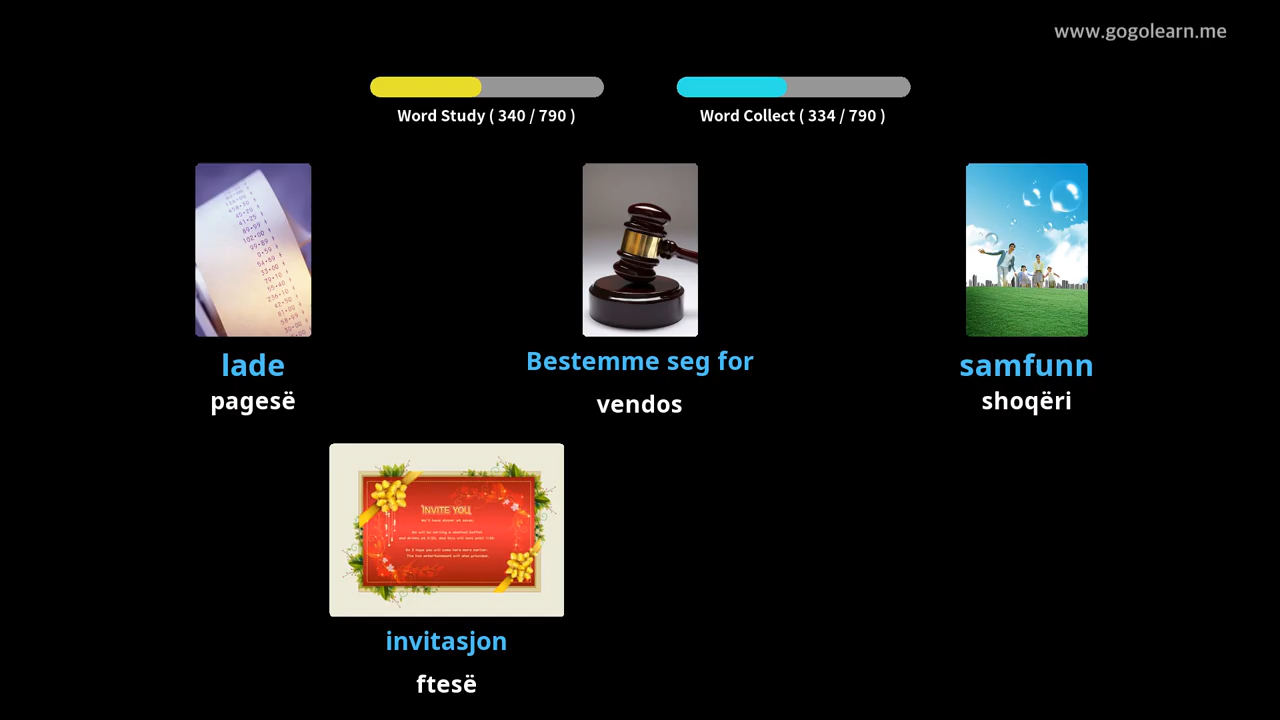 www.gogolearn.me
Word Study ( 340 / 790 )
Word Collect ( 334 / 790 )
lade
pagesë
Bestemme seg for
vendos
samfunn
shoqëri
INVITE YOU
invitasjon
ftesë